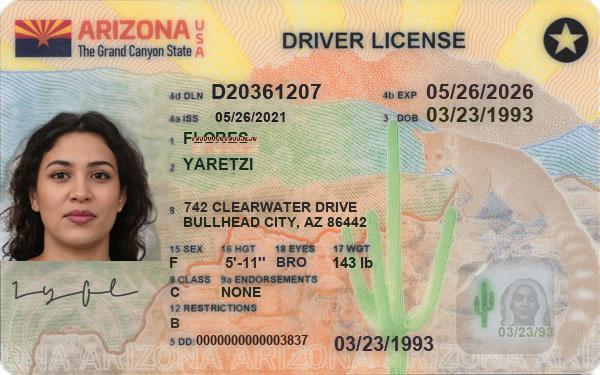 ARIZONA USA
The Grand Canyon State
DRIVER LICENSE
4d DLN D20361207
4b EXP 05/26/2026
4a ISS 05/26/2021
3 DOB 03/23/1993
1 FLORES
2 YARETZI
8 742 CLEARWATER DRIVE
BULLHEAD CITY, AZ 86442
15 SEX 16 HGT 18 EYES 17 WGT
F 5'-11" BRO 143 lb
9 CLASS 9a ENDORSEMENTS
C NONE
12 RESTRICTIONS
B
5 DD: 0000000000003837
03/23/1993
03/23/93
ARIZONA ARIZONA ARIZONA ARIZONA